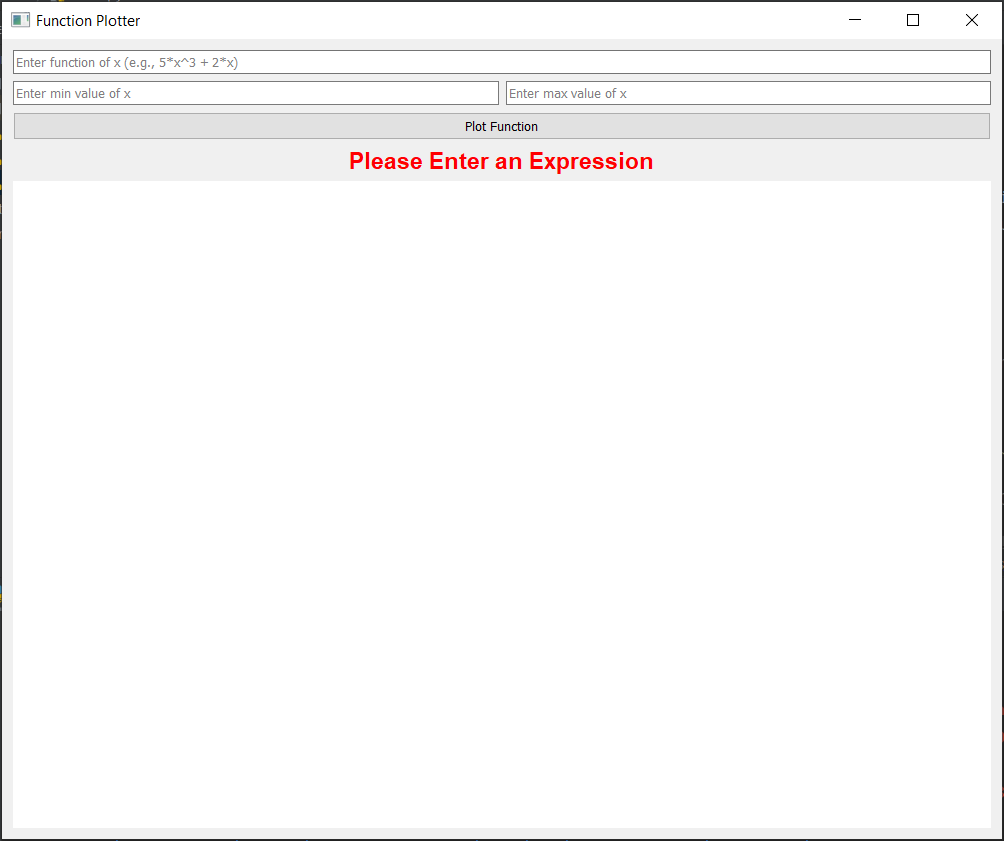 Function Plotter
Enter function of x (e.g., 5*x^3 + 2*x)
Enter min value of x
Enter max value of x
Plot Function
Please Enter an Expression